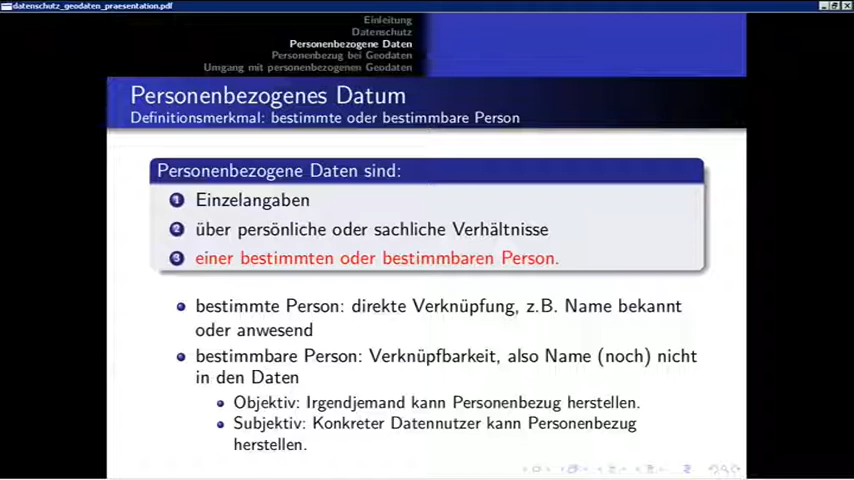 datenschutz_geodaten_praesentation.pdf
Einleitung
Datenschutz
Personenbezogene Daten
Personenbezug bei Geodaten
Umgang mit personenbezogenen Geodaten
Personenbezogenes Datum
Definitionsmerkmal: bestimmte oder bestimmbare Person
Personenbezogene Daten sind:
1 Einzelangaben
2 über persönliche oder sachliche Verhältnisse
3 einer bestimmten oder bestimmbaren Person.
bestimmte Person: direkte Verknüpfung, z.B. Name bekannt
oder anwesend
bestimmbare Person: Verknüpfbarkeit, also Name (noch) nicht
in den Daten
Objektiv: Irgendjemand kann Personenbezug herstellen.
Subjektiv: Konkreter Datennutzer kann Personenbezug
herstellen.